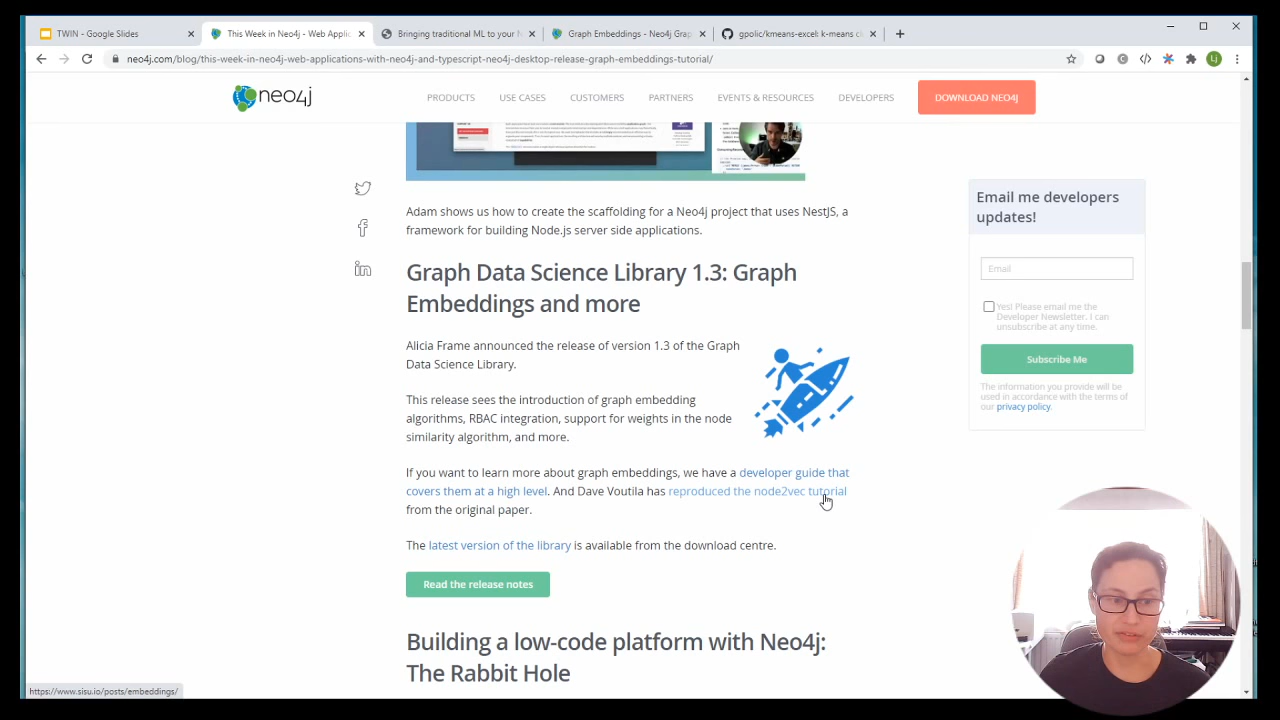 TWIN - Google Slides
This Week in Neo4j - Web Applic
Bringing traditional ML to your N
Graph Embeddings - Neo4j Grap
gpolic/kmeans-excel: k-means cl
neo4j.com/blog/this-week-in-neo4j-web-applications-with-neo4j-and-typescript-neo4j-desktop-release-graph-embeddings-tutorial/
Lj
neo4j
PRODUCTS
USE CASES
CUSTOMERS
PARTNERS
EVENTS & RESOURCES
DEVELOPERS
DOWNLOAD NEO4J
Adam shows us how to create the scaffolding for a Neo4j project that uses NestJS, a
framework for building Node.js server side applications.
Graph Data Science Library 1.3: Graph
Embeddings and more
Alicia Frame announced the release of version 1.3 of the Graph
Data Science Library.
This release sees the introduction of graph embedding
algorithms, RBAC integration, support for weights in the node
similarity algorithm, and more.
If you want to learn more about graph embeddings, we have a developer guide that
covers them at a high level. And Dave Voutila has reproduced the node2vec tutorial
from the original paper.
The latest version of the library is available from the download centre.
Read the release notes
Building a low-code platform with Neo4j:
The Rabbit Hole
Email me developers
updates!
Email
Yes! Please email me the
Developer Newsletter. I can
unsubscribe at any time.
Subscribe Me
The information you provide will be
used in accordance with the terms of
our privacy policy.
https://www.sisu.io/posts/embeddings/